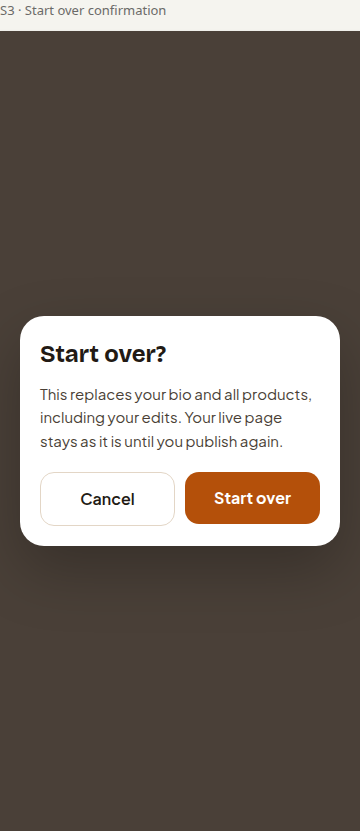 S3 · Start over confirmation
Start over?
This replaces your bio and all products,
including your edits. Your live page
stays as it is until you publish again.
Cancel
Start over